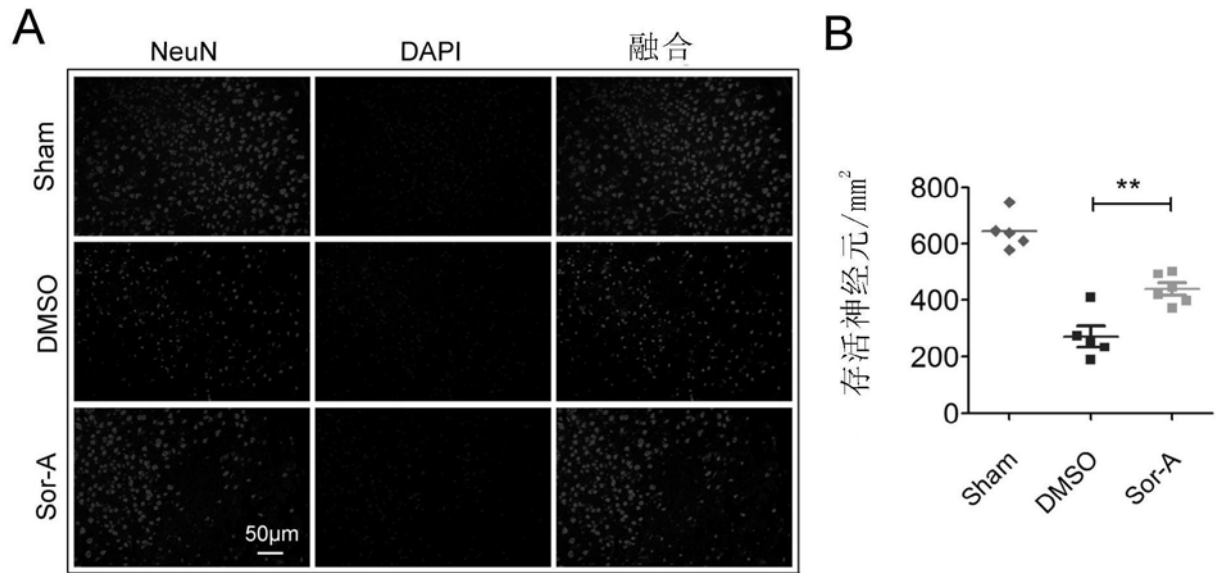 A
NeuN DAPI 融合
Sham
DMSO
Sor-A
50μm
B
存活神经元/mm²
800
600
400
200
0
**
Sham DMSO Sor-A